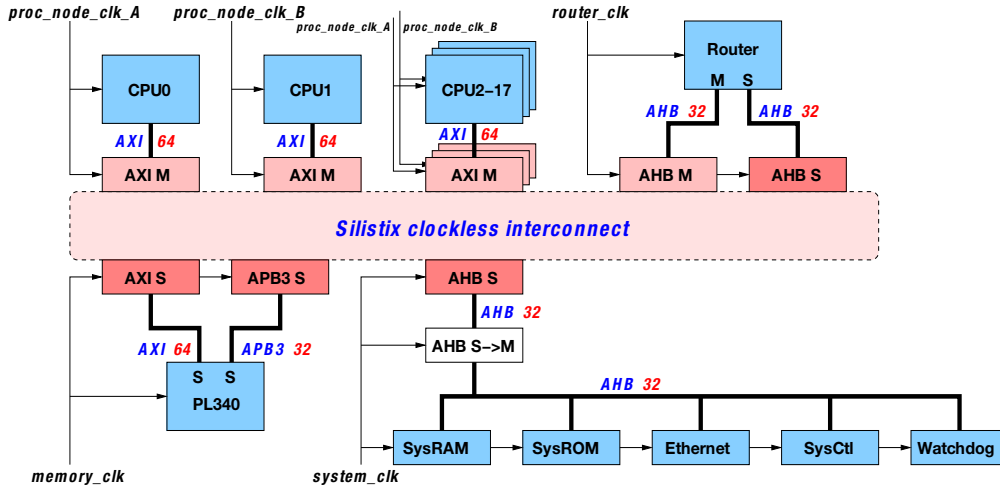 proc_node_clk_A proc_node_clk_B router_clk
proc_node_clk_A proc_node_clk_B
CPU0 CPU1 CPU2-17 Router
M S
AXI 64 AXI 64 AXI 64 AHB 32 AHB 32
AXI M AXI M AXI M AHB M AHB S
Silistix clockless interconnect
AXI S APB3 S AHB S
AHB 32
AXI 64 APB3 32 AHB S->M
S S
PL340
AHB 32
SysRAM SysROM Ethernet SysCtl Watchdog
memory_clk system_clk